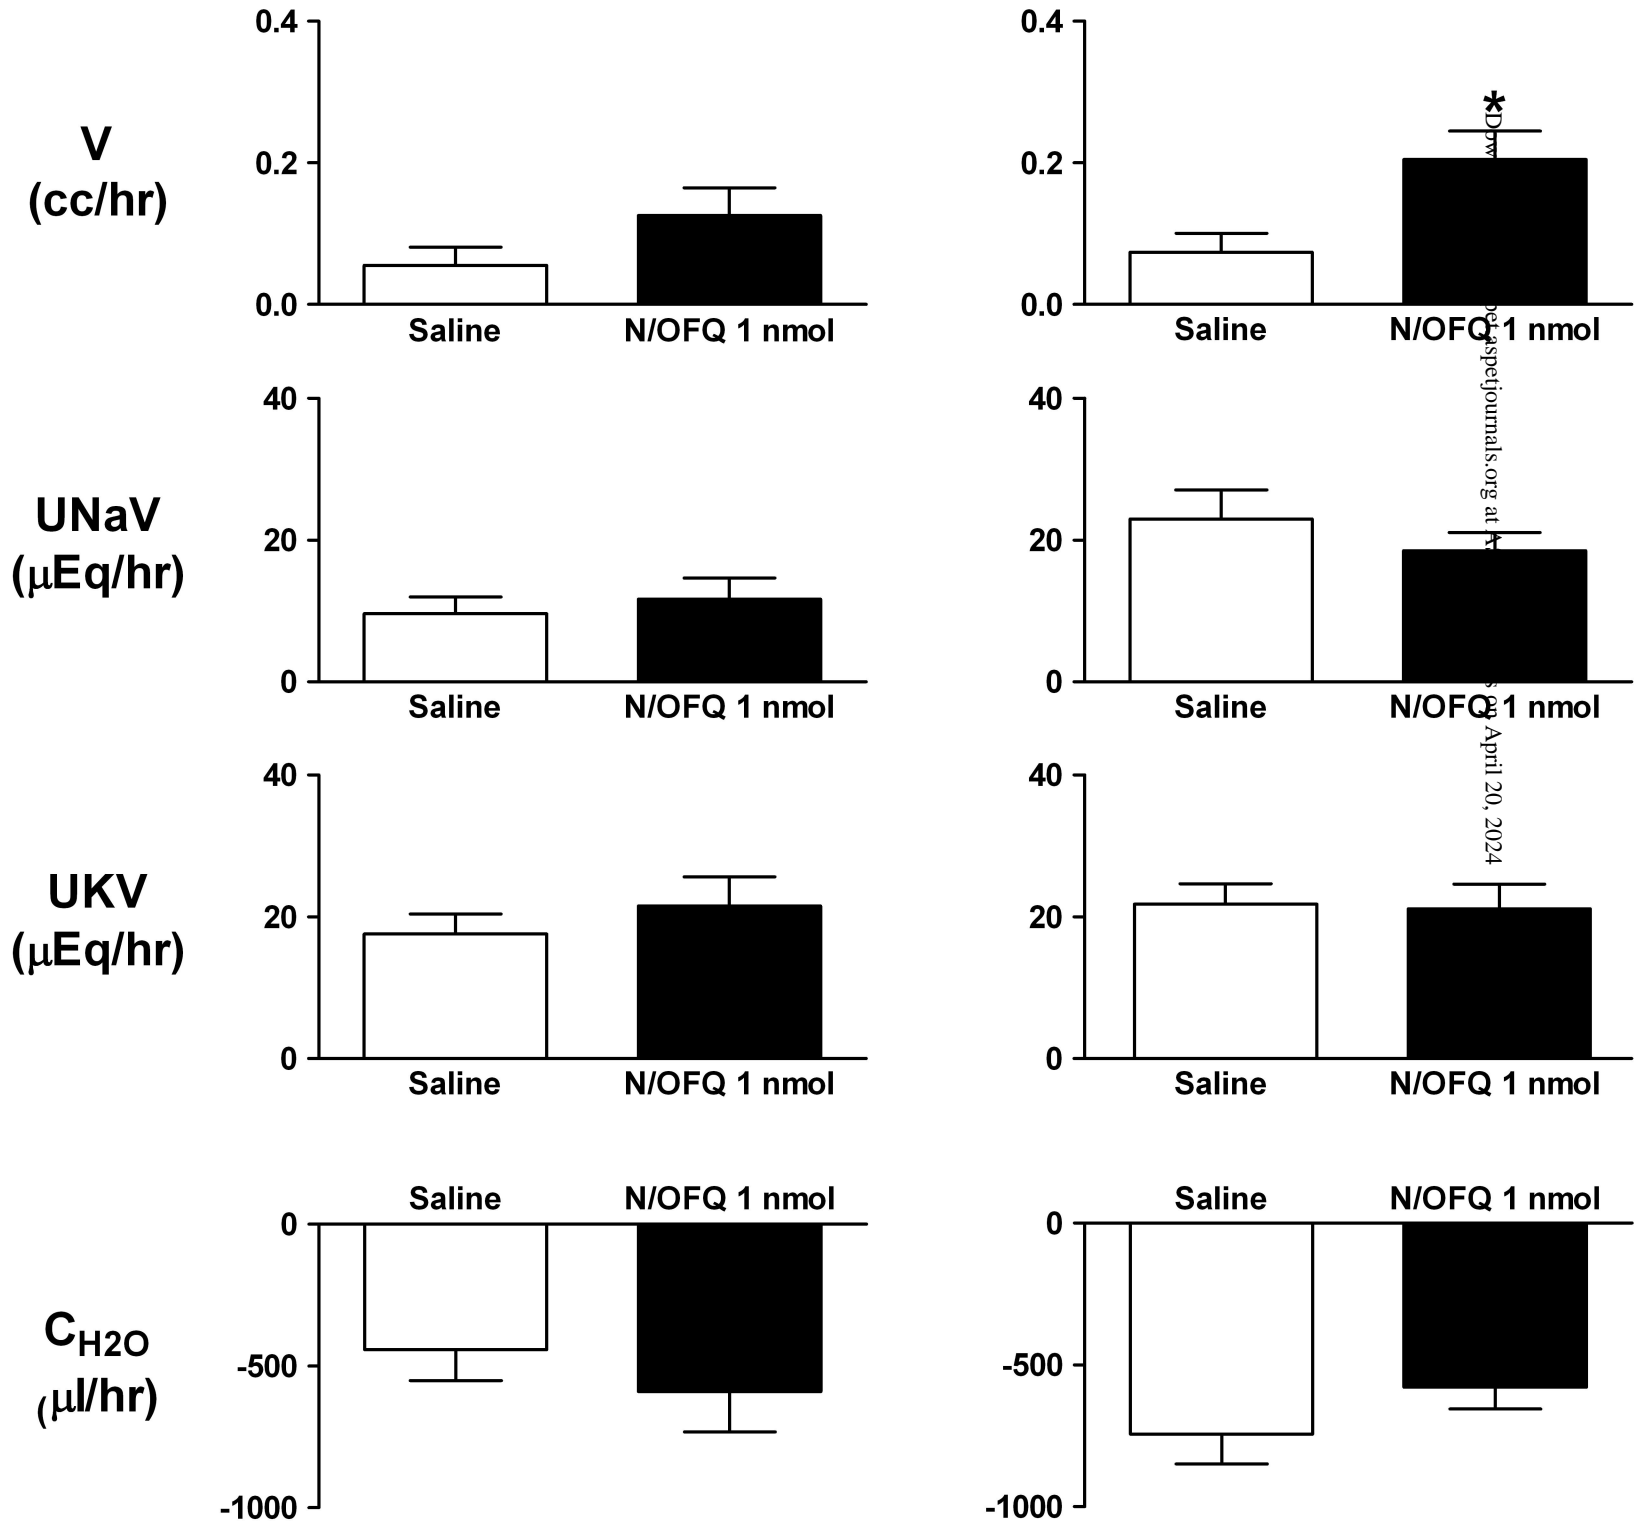 0.4
0.2
0.0
V
(cc/hr)
Saline
N/OFQ 1 nmol
0.4
0.2
0.0
*
Saline
N/OFQ 1 nmol
40
20
0
UNaV
(μEq/hr)
Saline
N/OFQ 1 nmol
40
20
0
Saline
N/OFQ 1 nmol
40
20
0
UKV
(μEq/hr)
Saline
N/OFQ 1 nmol
40
20
0
Saline
N/OFQ 1 nmol
Saline
N/OFQ 1 nmol
0
-500
-1000
CH2O
(μl/hr)
Saline
N/OFQ 1 nmol
0
-500
-1000
aspetjournals.org at on April 20, 2024